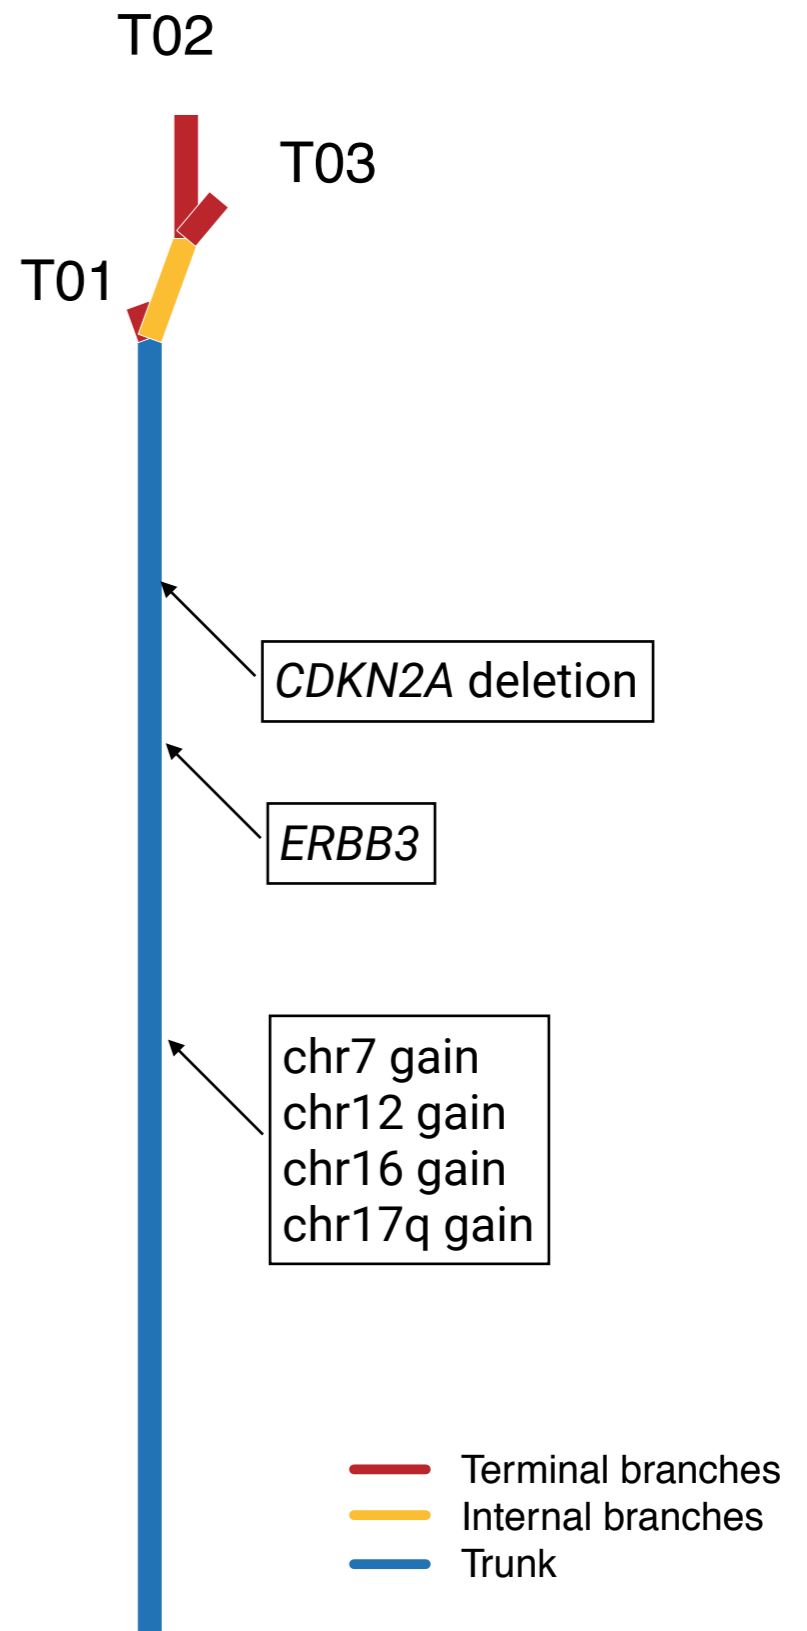 T02
T03
T01
CDKN2A deletion
ERBB3
chr7 gain
chr12 gain
chr16 gain
chr17q gain
Terminal branches
Internal branches
Trunk